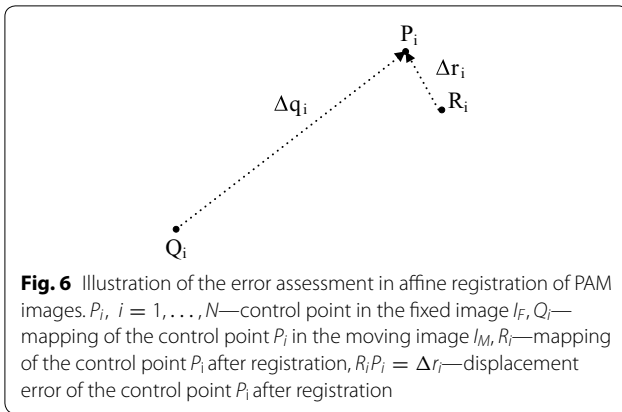 P_i
Δr_i
R_i
Δq_i
Q_i
Fig. 6 Illustration of the error assessment in affine registration of PAM
images. P_i, i = 1, . . . , N—control point in the fixed image I_F, Q_i—
mapping of the control point P_i in the moving image I_M, R_i—mapping
of the control point P_i after registration, R_iP_i = Δr_i—displacement
error of the control point P_i after registration